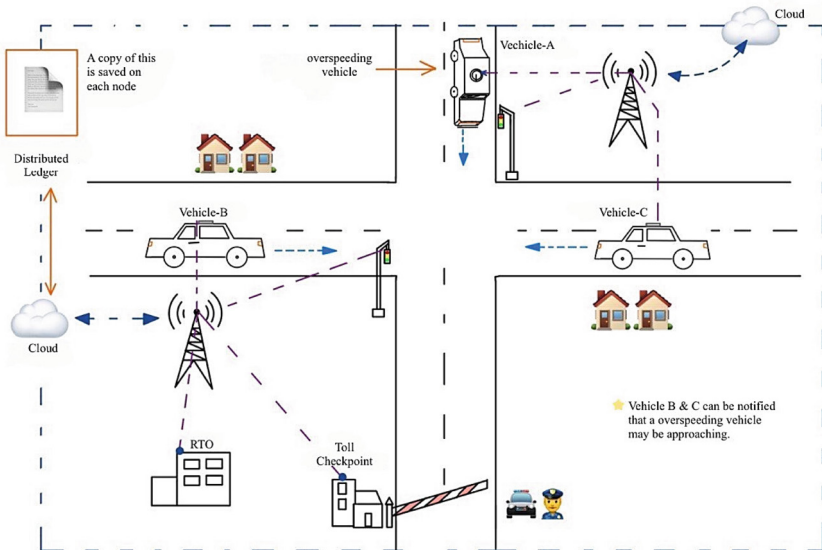 Cloud
A copy of this
is saved on
each node
overspeeding
vehicle
Vechicle-A
Distributed
Ledger
Vehicle-B
Vehicle-C
Cloud
Vehicle B & C can be notified
that a overspeeding vehicle
may be approaching.
RTO
Toll
Checkpoint